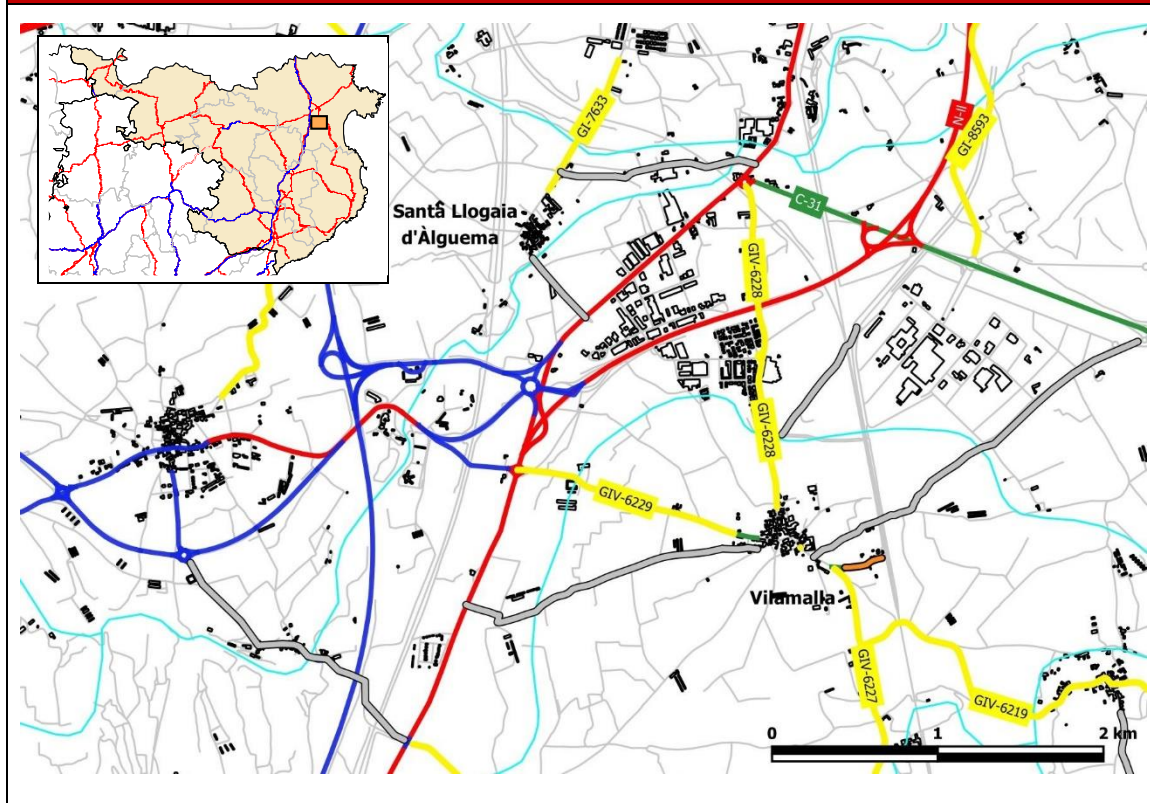 GI-7633
N-II
GI-8593
C-31
Santa Llogaia
d'Àlguema
GIV-6228
GIV-6228
GIV-6229
Vilamalla
GIV-6227
GIV-6219
0 1 2 km